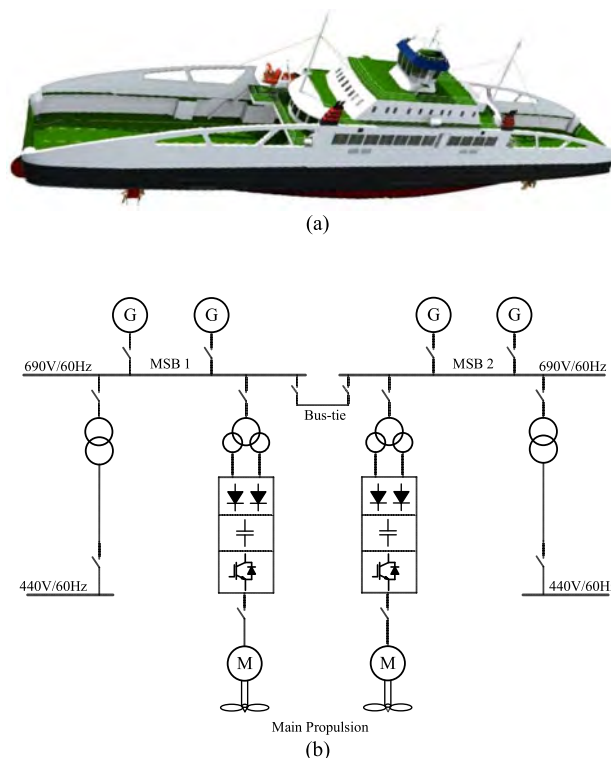 (a)
G G G G
690V/60Hz MSB 1 MSB 2 690V/60Hz
Bus-tie
440V/60Hz 440V/60H
M M
Main Propulsion
(b)